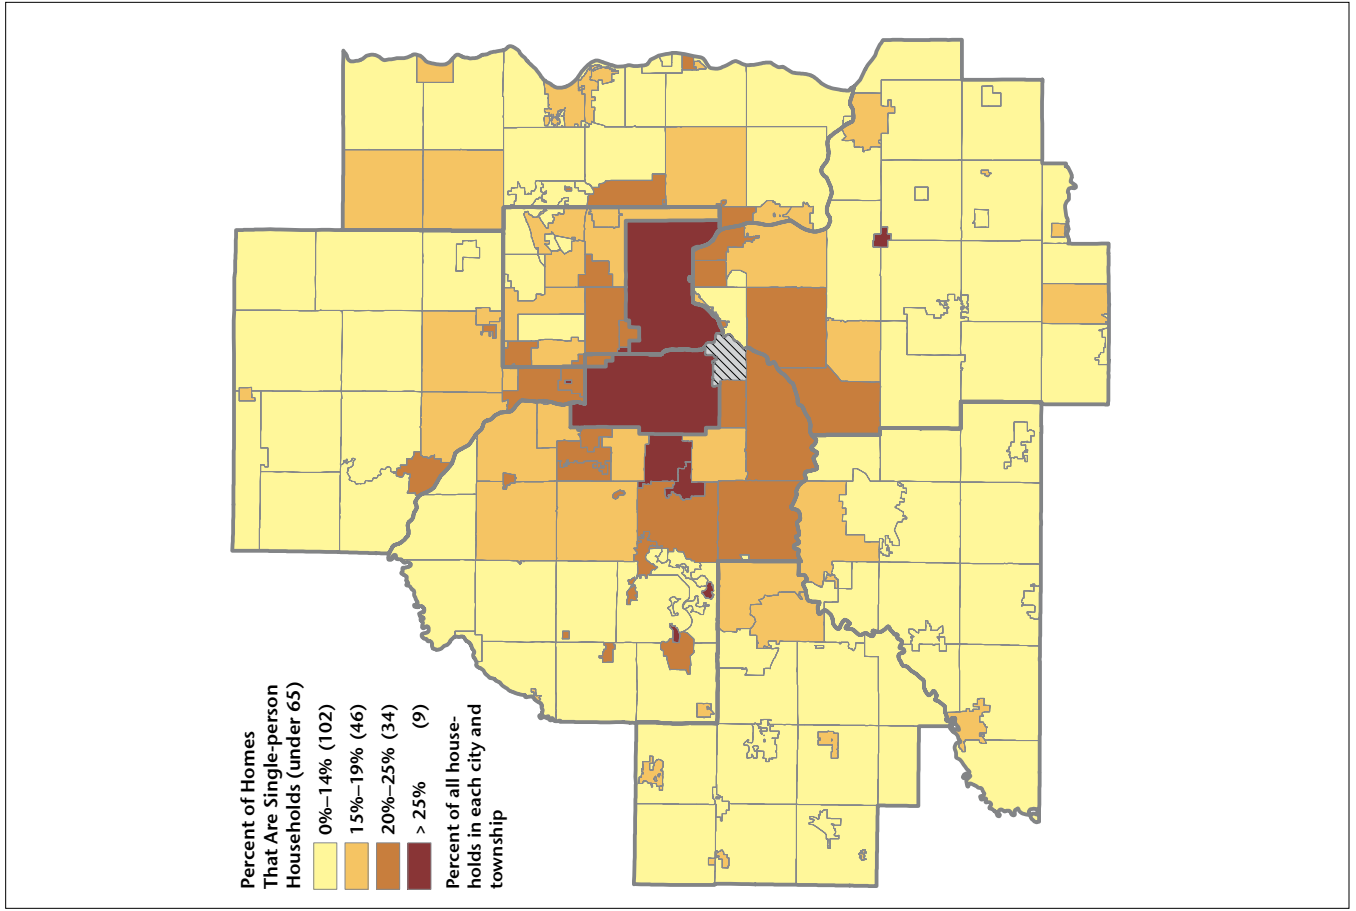 Percent of Homes
That Are Single-person
Households (under 65)
0%–14% (102)
15%–19% (46)
20%–25% (34)
> 25% (9)
Percent of all house-
holds in each city and
township